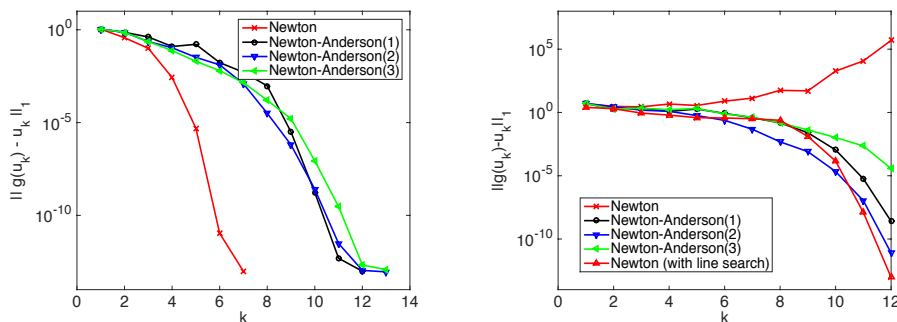 10^0
10^-5
10^-10
|| g(u_k) - u_k ||_1
0 2 4 6 8 10 12 14
k
Newton
Newton-Anderson(1)
Newton-Anderson(2)
Newton-Anderson(3)
10^5
10^0
10^-5
10^-10
||g(u_k)-u_k||_1
0 2 4 6 8 10 12
k
Newton
Newton-Anderson(1)
Newton-Anderson(2)
Newton-Anderson(3)
Newton (with line search)